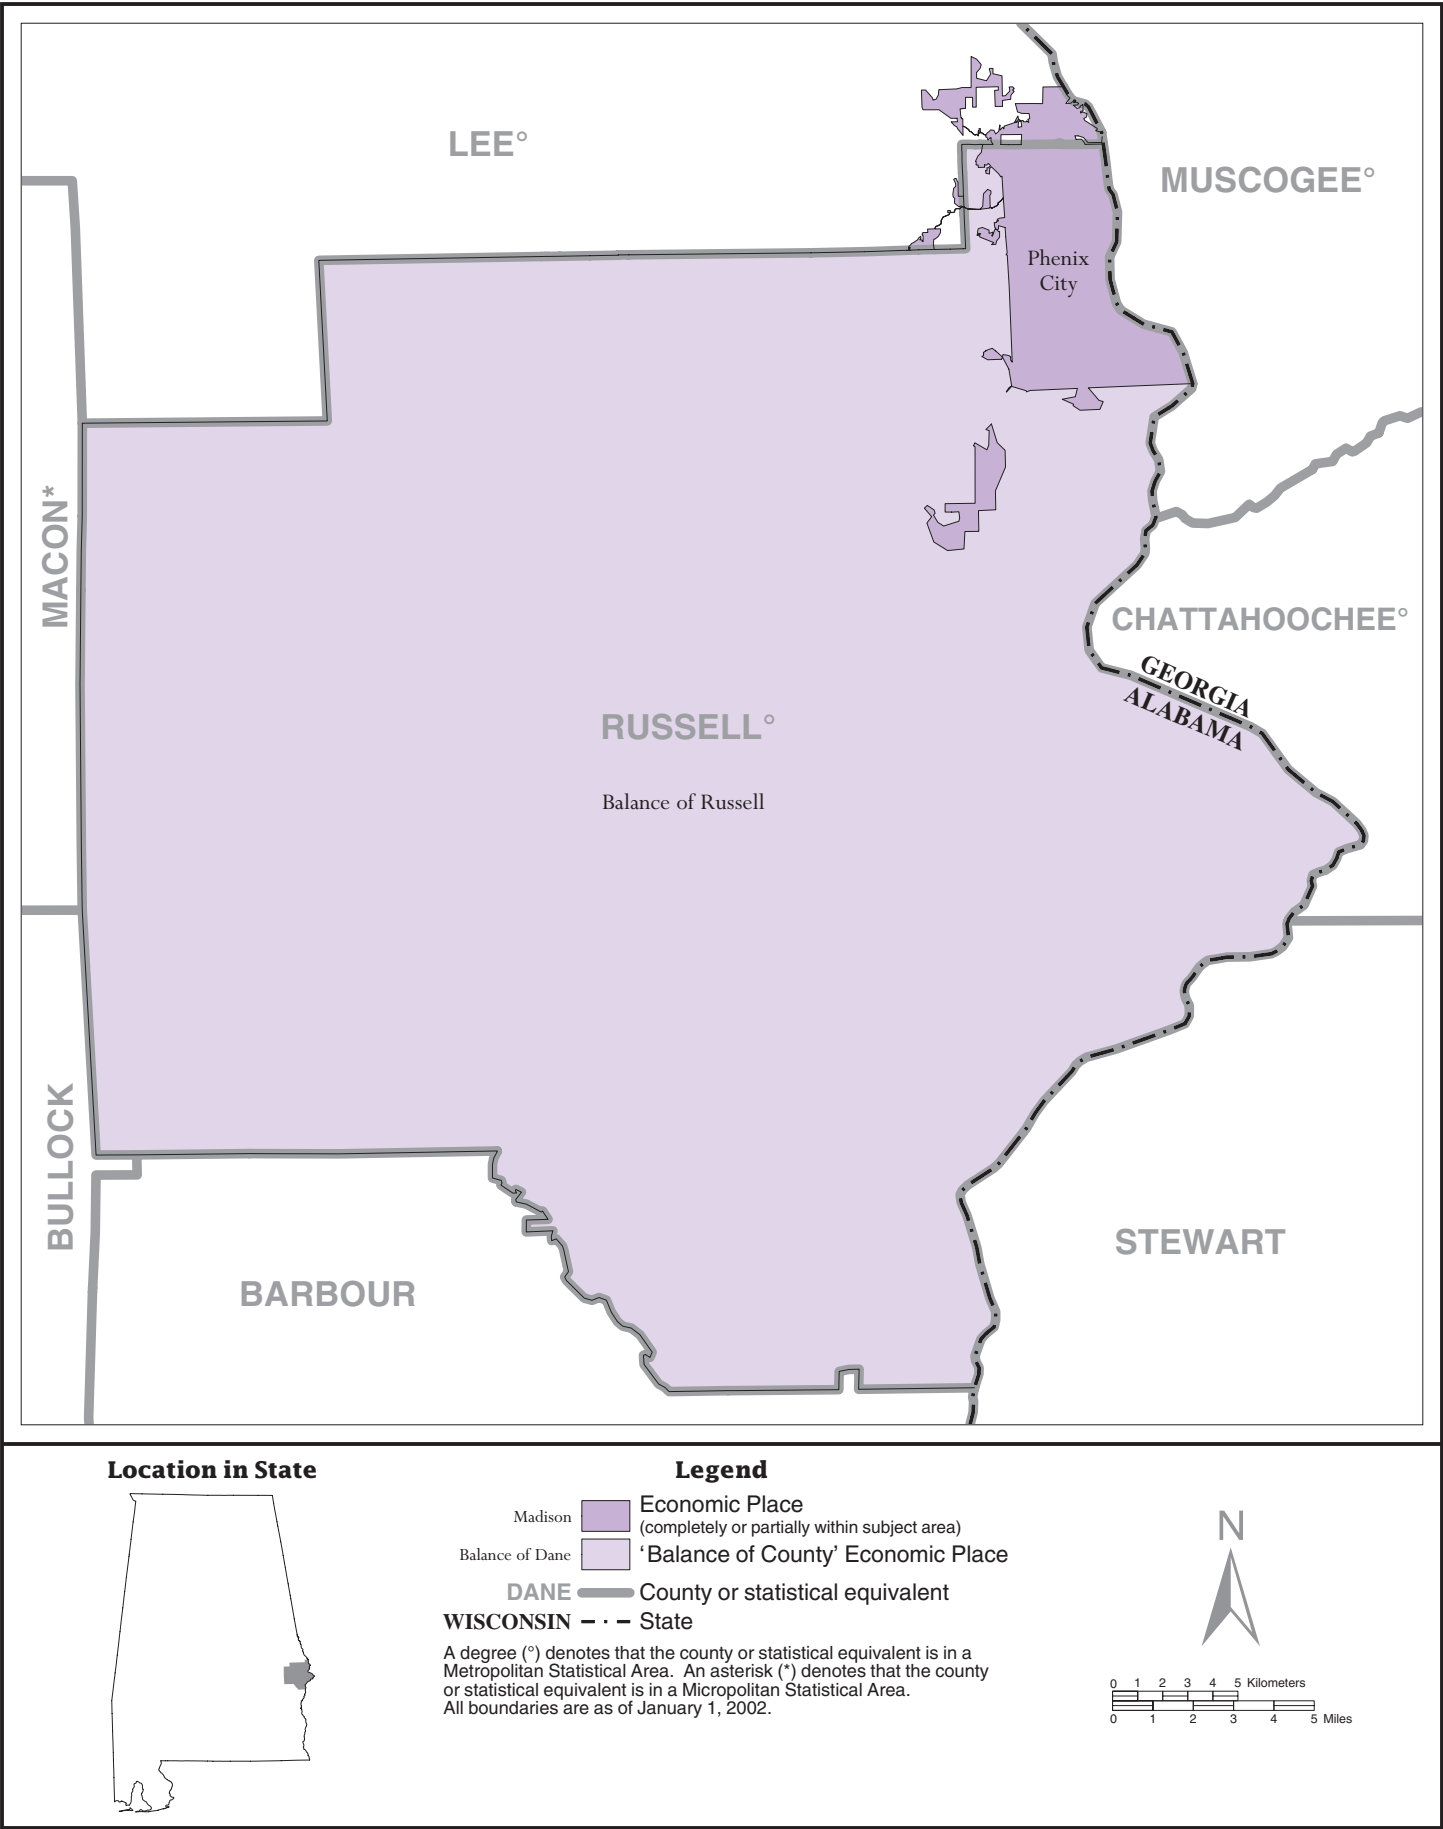 LEE°
MUSCOGEE°
Phenix
City
MACON*
CHATTAHOOCHEE°
GEORGIA
ALABAMA
RUSSELL°
Balance of Russell
BULLOCK
STEWART
BARBOUR
Location in State
Legend
Madison
Economic Place
(completely or partially within subject area)
Balance of Dane
‘Balance of County’ Economic Place
DANE
County or statistical equivalent
WISCONSIN
State
A degree (°) denotes that the county or statistical equivalent is in a
Metropolitan Statistical Area.  An asterisk (*) denotes that the county
or statistical equivalent is in a Micropolitan Statistical Area.
All boundaries are as of January 1, 2002.
N
0 1 2 3 4 5 Kilometers
0 1 2 3 4 5 Miles